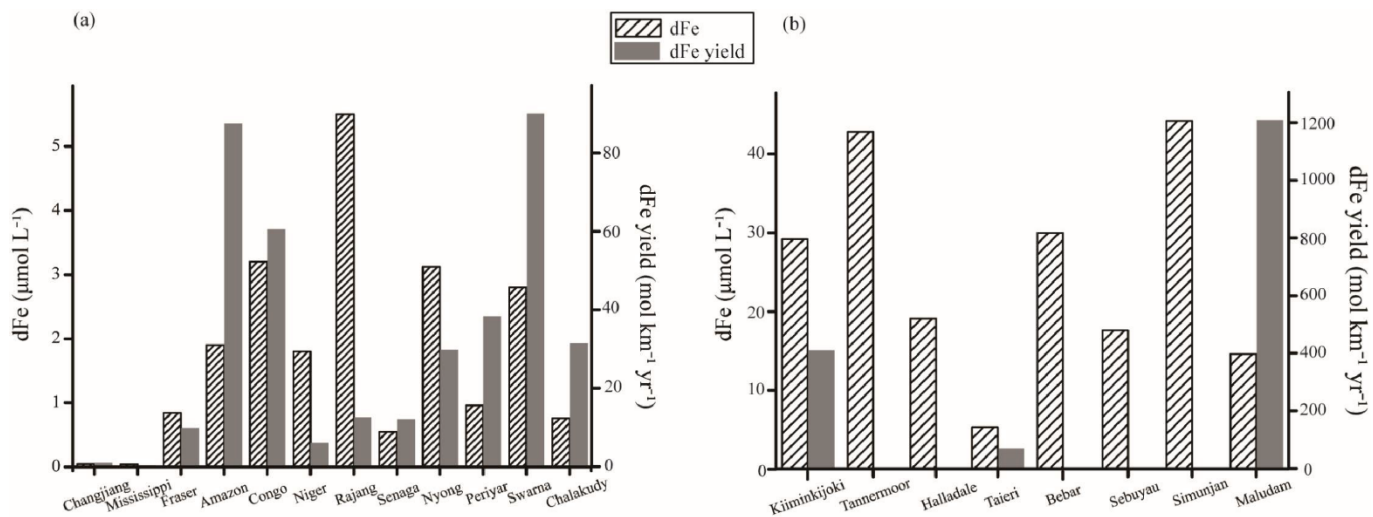 (a)
dFe
dFe yield
(b)
dFe (μmol L⁻¹)
5
4
3
2
1
0
80
60
40
20
0
dFe yield (mol km⁻¹ yr⁻¹)
Changjiang
Mississippi
Fraser
Amazon
Congo
Niger
Rajang
Senaga
Nyong
Periyar
Swarna
Chalakudy
dFe (μmol L⁻¹)
40
30
20
10
0
1200
1000
800
600
400
200
0
dFe yield (mol km⁻¹ yr⁻¹)
Kiiminkijoki
Tannermoor
Halladale
Taieri
Bebar
Sebuyau
Simunjan
Maludam